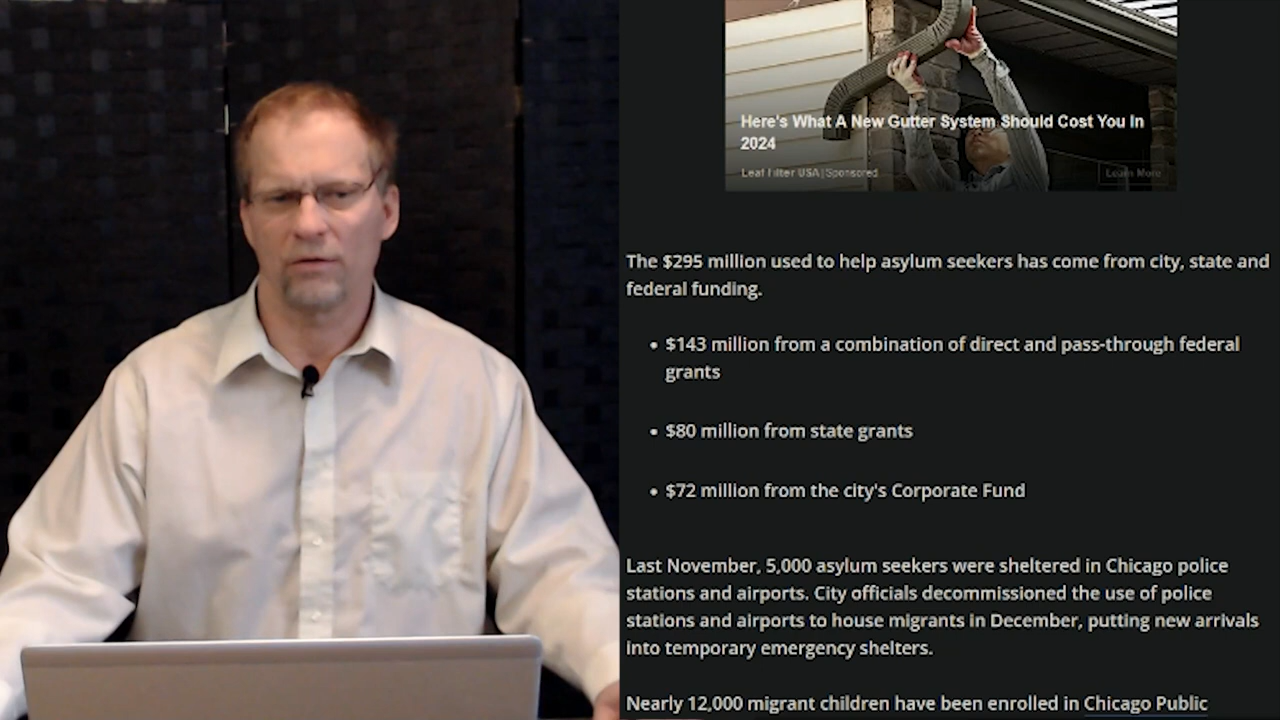 Here's What A New Gutter System Should Cost You In
2024
Leaf Filter USA | Sponsored
Learn More
The $295 million used to help asylum seekers has come from city, state and
federal funding.
• $143 million from a combination of direct and pass-through federal
grants
• $80 million from state grants
• $72 million from the city's Corporate Fund
Last November, 5,000 asylum seekers were sheltered in Chicago police
stations and airports. City officials decommissioned the use of police
stations and airports to house migrants in December, putting new arrivals
into temporary emergency shelters.
Nearly 12,000 migrant children have been enrolled in Chicago Public